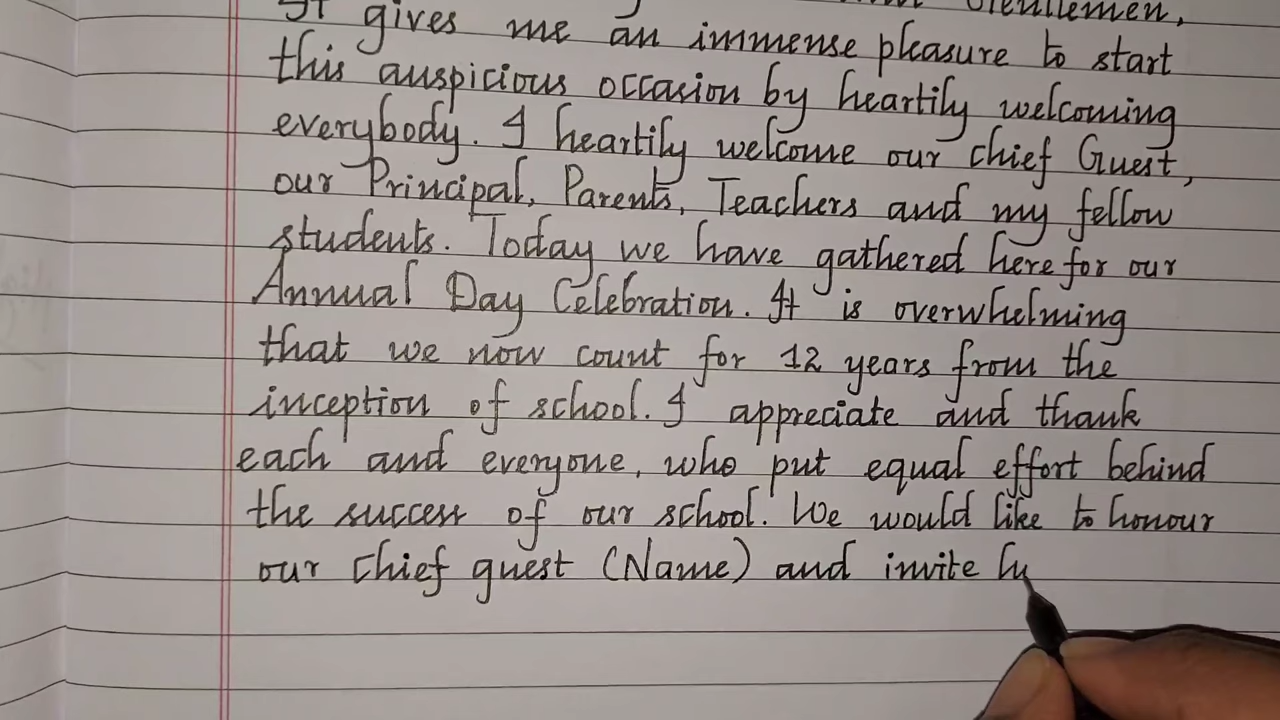 It gives me an immense pleasure to start
this auspicious occasion by heartily welcoming
everybody. I heartily welcome our chief Guest,
our Principal, Parents, Teachers and my fellow
students. Today we have gathered here for our
Annual Day Celebration. It is overwhelming
that we now count for 12 years from the
inception of school. I appreciate and thank
each and everyone, who put equal effort behind
the success of our school. We would like to honour
our chief guest (Name) and invite